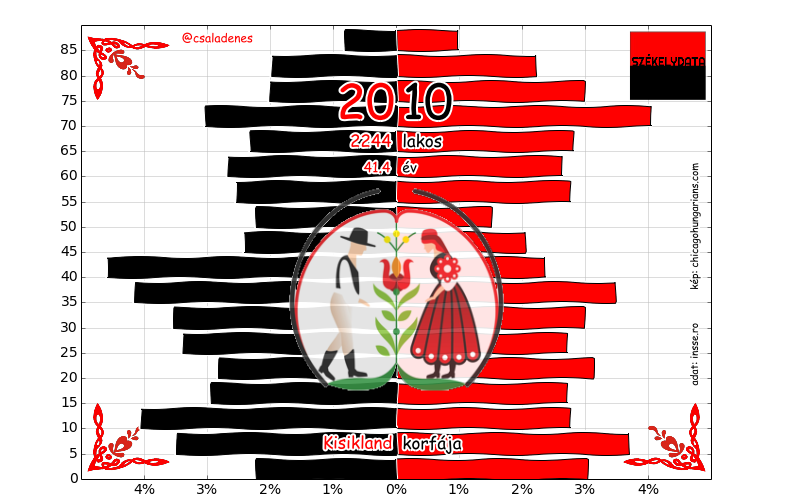 @csaladenes
SZÉKELYDATA
2010
2244 lakos
41.4 év
kép: chicagohungarians.com
adat: insse.ro
Kisikland korfája
85
80
75
70
65
60
55
50
45
40
35
30
25
20
15
10
5
0
4% 3% 2% 1% 0% 1% 2% 3% 4%